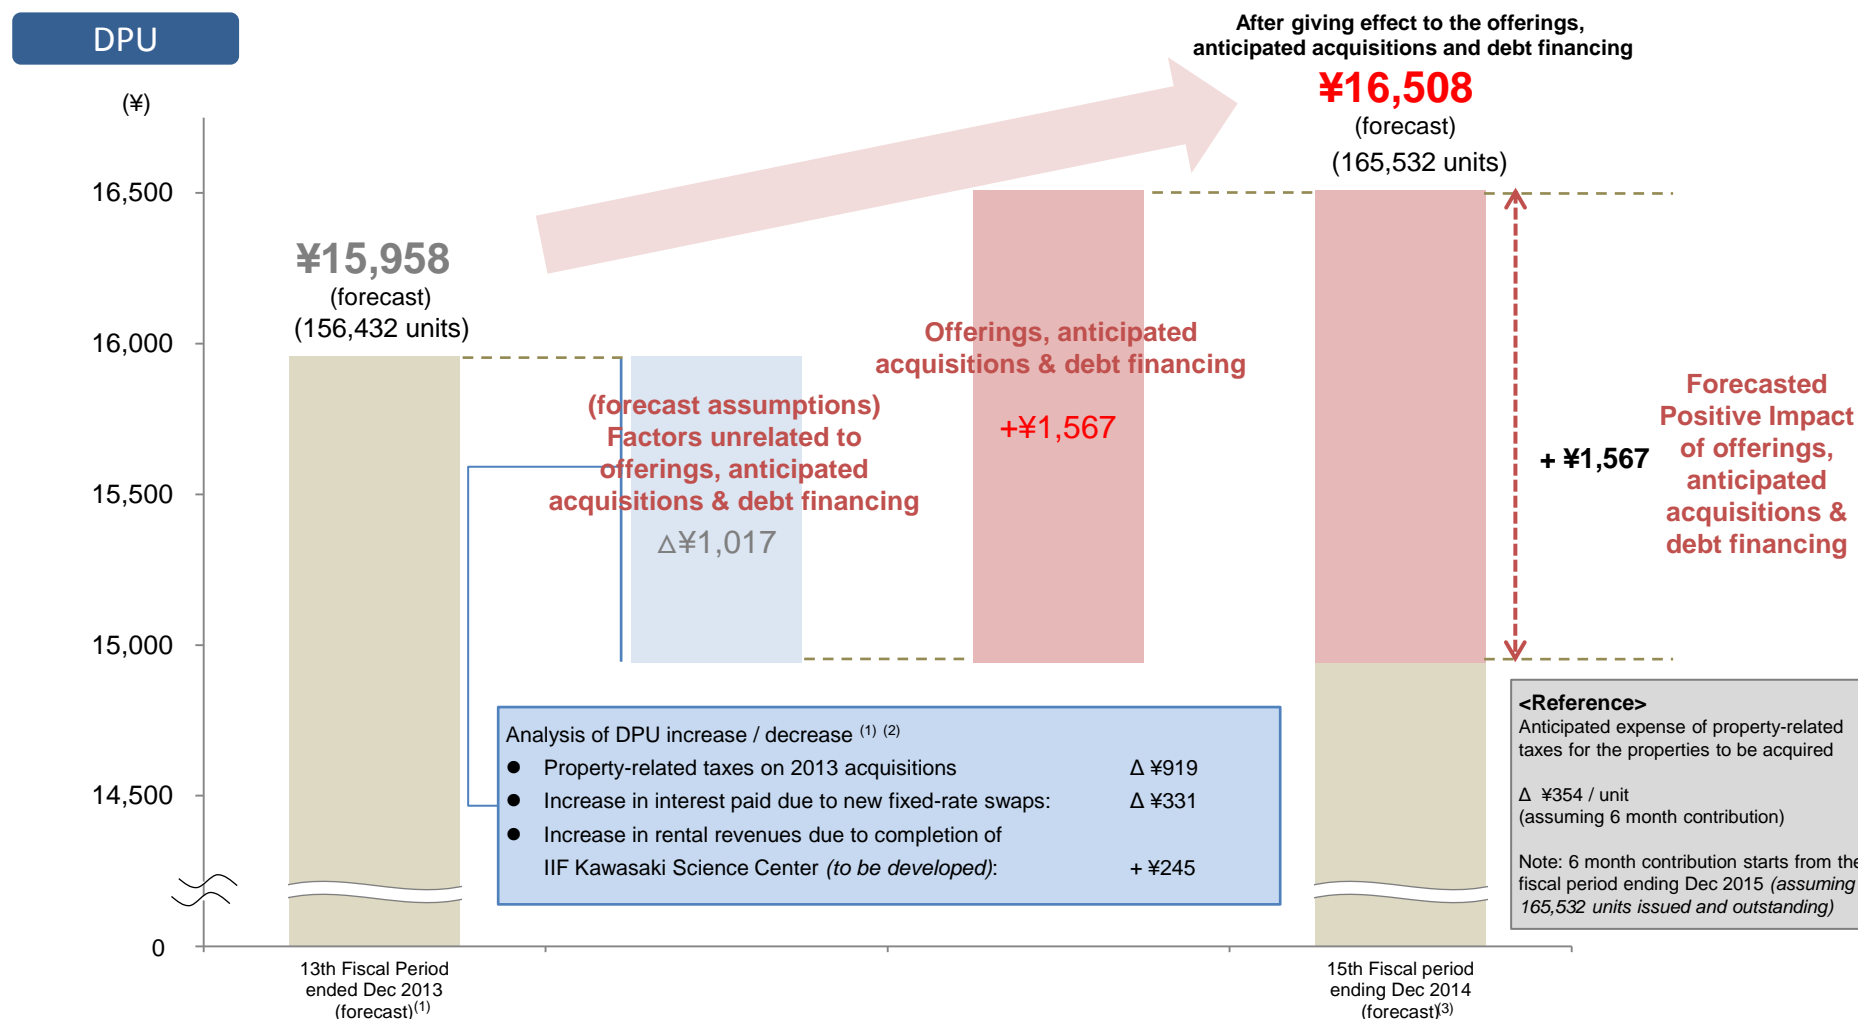 DPU
After giving effect to the offerings,
anticipated acquisitions and debt financing
¥16,508
(forecast)
(165,532 units)
(¥)
16,500
16,000
15,500
15,000
14,500
0
¥15,958
(forecast)
(156,432 units)
(forecast assumptions)
Factors unrelated to
offerings, anticipated
acquisitions & debt financing
Δ¥1,017
Offerings, anticipated
acquisitions & debt financing
+¥1,567
+ ¥1,567
Forecasted
Positive Impact
of offerings,
anticipated
acquisitions &
debt financing
Analysis of DPU increase / decrease (1) (2)
● Property-related taxes on 2013 acquisitions Δ ¥919
● Increase in interest paid due to new fixed-rate swaps: Δ ¥331
● Increase in rental revenues due to completion of
IIF Kawasaki Science Center (to be developed): + ¥245
<Reference>
Anticipated expense of property-related
taxes for the properties to be acquired
Δ ¥354 / unit
(assuming 6 month contribution)
Note: 6 month contribution starts from the
fiscal period ending Dec 2015 (assuming
165,532 units issued and outstanding)
13th Fiscal Period
ended Dec 2013
(forecast)(1)
15th Fiscal period
ending Dec 2014
(forecast)(3)